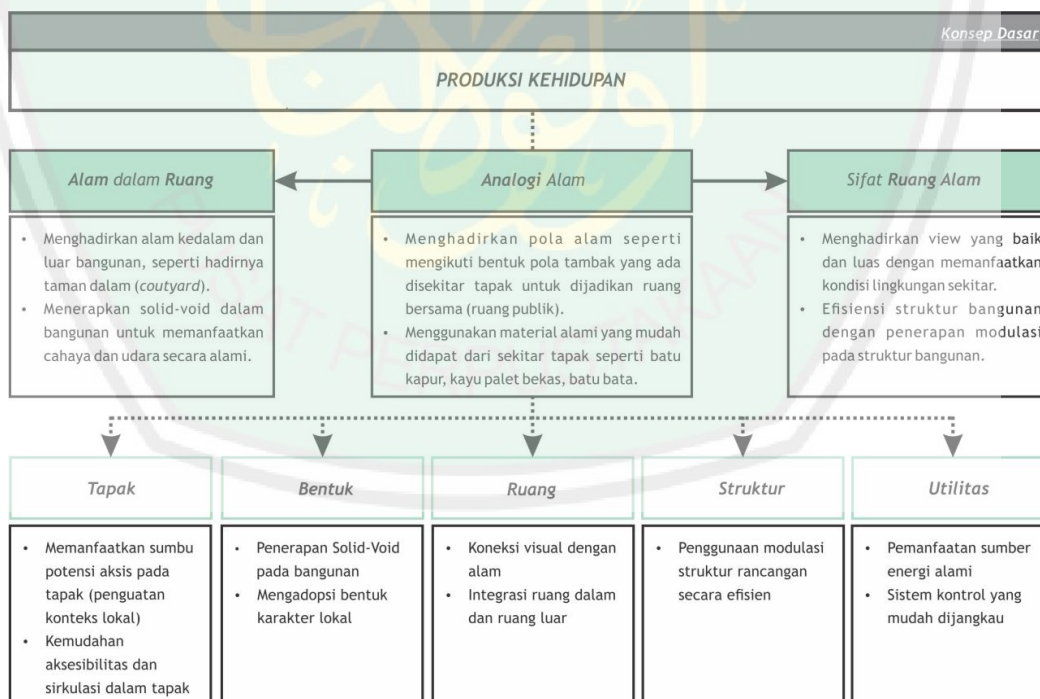 Konsep Dasar
PRODUKSI KEHIDUPAN
Alam dalam Ruang
• Menghadirkan alam kedalam dan
luar bangunan, seperti hadirnya
taman dalam (coutyard).
• Menerapkan solid-void dalam
bangunan untuk memanfaatkan
cahaya dan udara secara alami.
Analogi Alam
• Menghadirkan pola alam seperti
mengikuti bentuk pola tambak yang ada
disekitar tapak untuk dijadikan ruang
bersama (ruang publik).
• Menggunakan material alami yang mudah
didapat dari sekitar tapak seperti batu
kapur, kayu palet bekas, batu bata.
Sifat Ruang Alam
• Menghadirkan view yang baik
dan luas dengan memanfaatkan
kondisi lingkungan sekitar.
• Efisiensi struktur bangunan
dengan penerapan modulasi
pada struktur bangunan.
Tapak
• Memanfaatkan sumbu
potensi aksis pada
tapak (penguatan
konteks lokal)
• Kemudahan
aksesibilitas dan
sirkulasi dalam tapak
Bentuk
• Penerapan Solid-Void
pada bangunan
• Mengadopsi bentuk
karakter lokal
Ruang
• Koneksi visual dengan
alam
• Integrasi ruang dalam
dan ruang luar
Struktur
• Penggunaan modulasi
struktur rancangan
secara efisien
Utilitas
• Pemanfaatan sumber
energi alami
• Sistem kontrol yang
mudah dijangkau